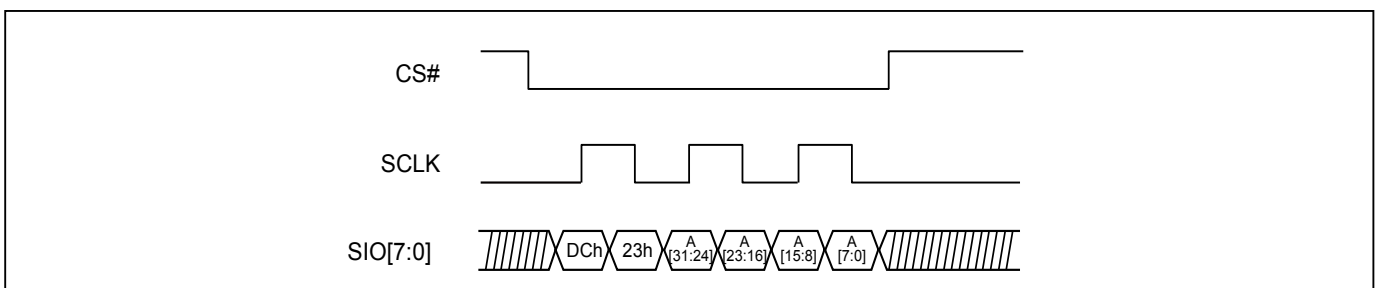 CS#
SCLK
SIO[7:0] DCh 23h A [31:24] A [23:16] A [15:8] A [7:0]